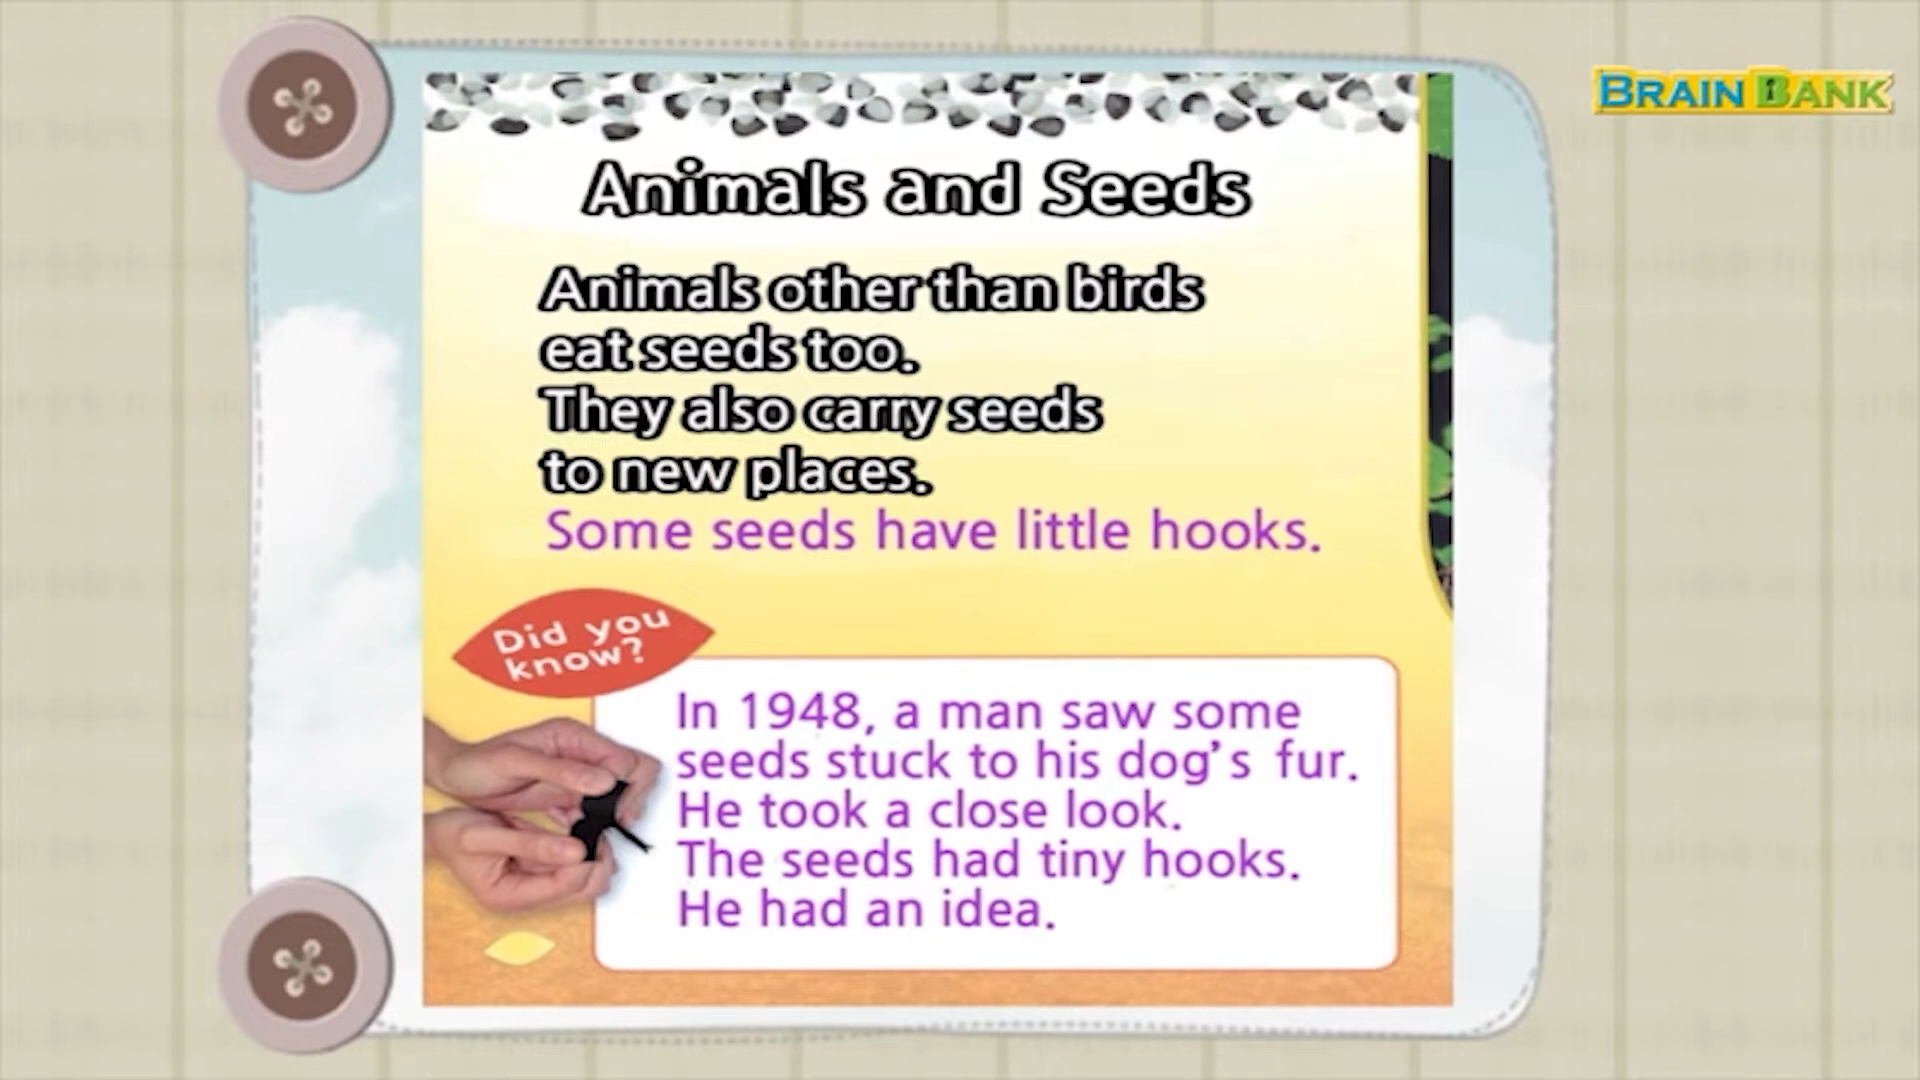 BRAIN BANK
Animals and Seeds
Animals other than birds
eat seeds too.
They also carry seeds
to new places.
Some seeds have little hooks.
Did you
know?
In 1948, a man saw some
seeds stuck to his dog's fur.
He took a close look.
The seeds had tiny hooks.
He had an idea.